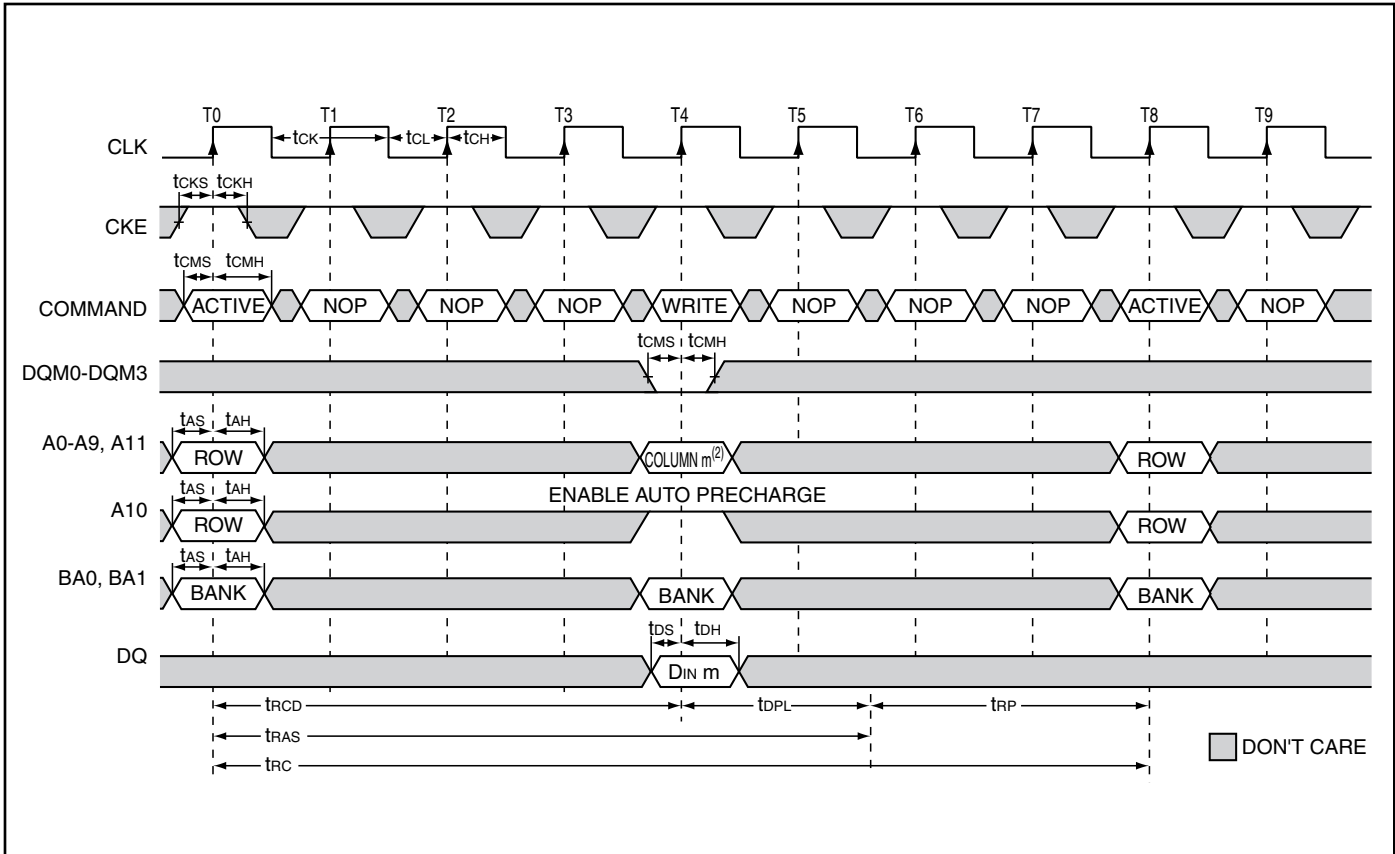 T0 T1 T2 T3 T4 T5 T6 T7 T8 T9
CLK tCK tCL tCH
tCKS tCKH
CKE
tCMS tCMH
COMMAND ACTIVE NOP NOP NOP WRITE NOP NOP NOP ACTIVE NOP
tCMS tCMH
DQM0-DQM3
tAS tAH
A0-A9, A11 ROW COLUMN m(2) ROW
tAS tAH ENABLE AUTO PRECHARGE
A10 ROW ROW
tAS tAH
BA0, BA1 BANK BANK BANK
tDS tDH
DQ DIN m
tRCD tDPL tRP
tRAS
DON'T CARE
tRC